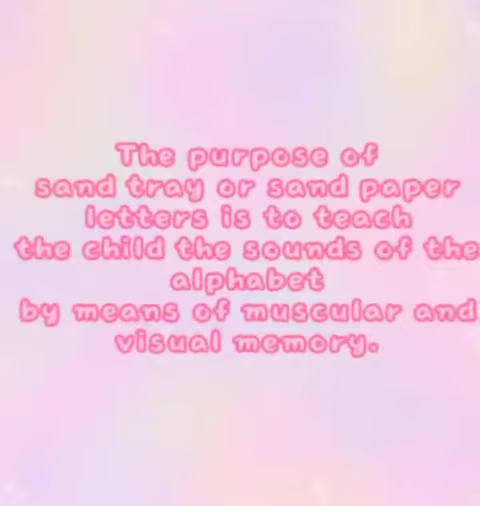 The purpose of
sand tray or sand paper
letters is to teach
the child the sounds of the
alphabet
by means of muscular and
visual memory.